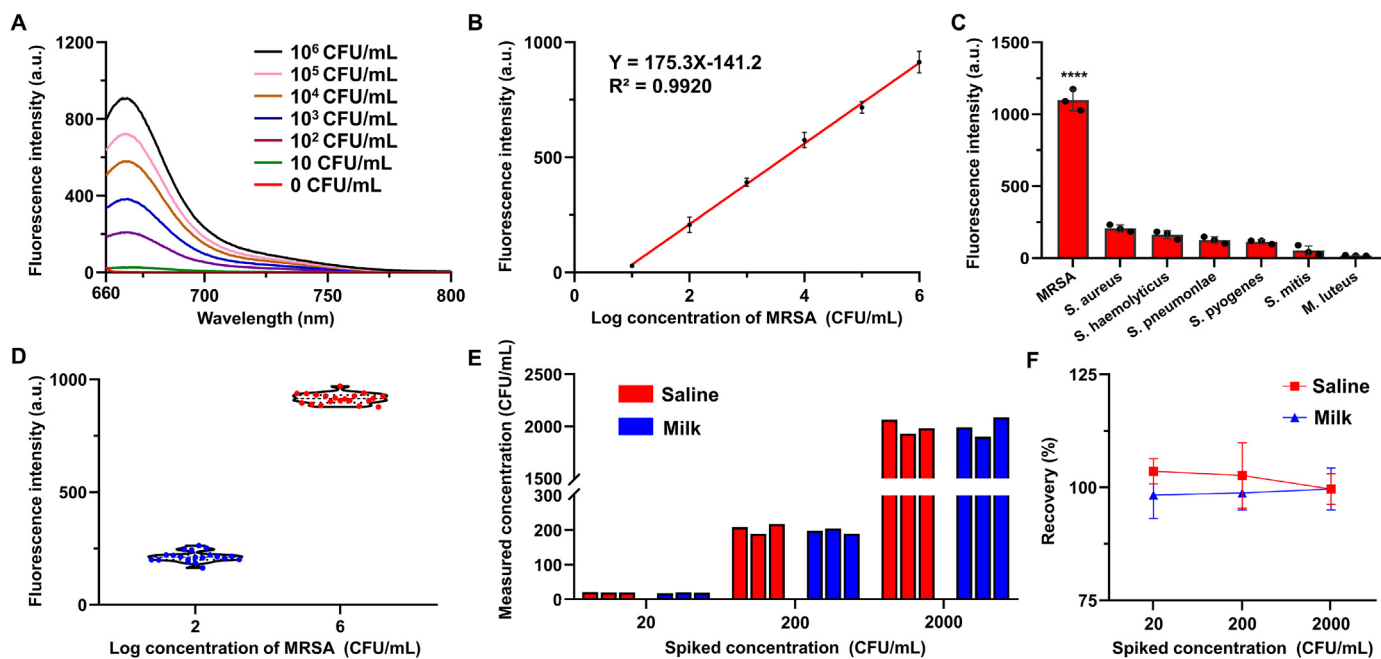 A
Fluorescence intensity (a.u.)
1200
900
600
300
0
660
700
750
800
Wavelength (nm)
10⁶ CFU/mL
10⁵ CFU/mL
10⁴ CFU/mL
10³ CFU/mL
10² CFU/mL
10 CFU/mL
0 CFU/mL
B
Fluorescence intensity (a.u.)
1000
500
0
0
2
4
6
Log concentration of MRSA (CFU/mL)
Y = 175.3X-141.2
R² = 0.9920
C
Fluorescence intensity (a.u.)
1500
1000
500
0
****
MRSA
S. aureus
S. haemolyticus
S. pneumonlae
S. pyogenes
S. mitis
M. luteus
D
Fluorescence intensity (a.u.)
1000
500
0
2
6
Log concentration of MRSA (CFU/mL)
E
Measured concentration (CFU/mL)
2500
2000
1500
300
200
100
0
Saline
Milk
20
200
2000
Spiked concentration (CFU/mL)
F
Recovery (%)
125
100
75
Saline
Milk
20
200
2000
Spiked concentration (CFU/mL)